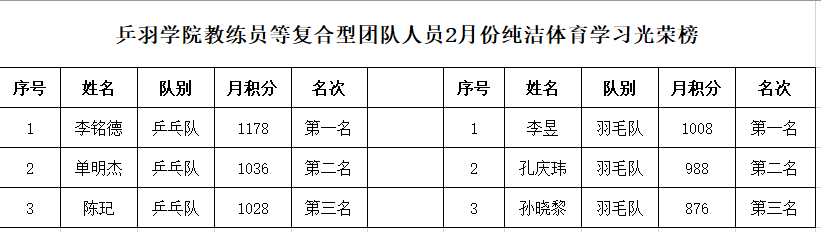 乒羽学院教练员等复合型团队人员2月份纯洁体育学习光荣榜
序号 姓名 队别 月积分 名次 序号 姓名 队别 月积分 名次
1 李铭德 乒乓队 1178 第一名 1 李昱 羽毛队 1008 第一名
2 单明杰 乒乓队 1036 第二名 2 孔庆玮 羽毛队 988 第二名
3 陈玘 乒乓队 1028 第三名 3 孙晓黎 羽毛队 876 第三名